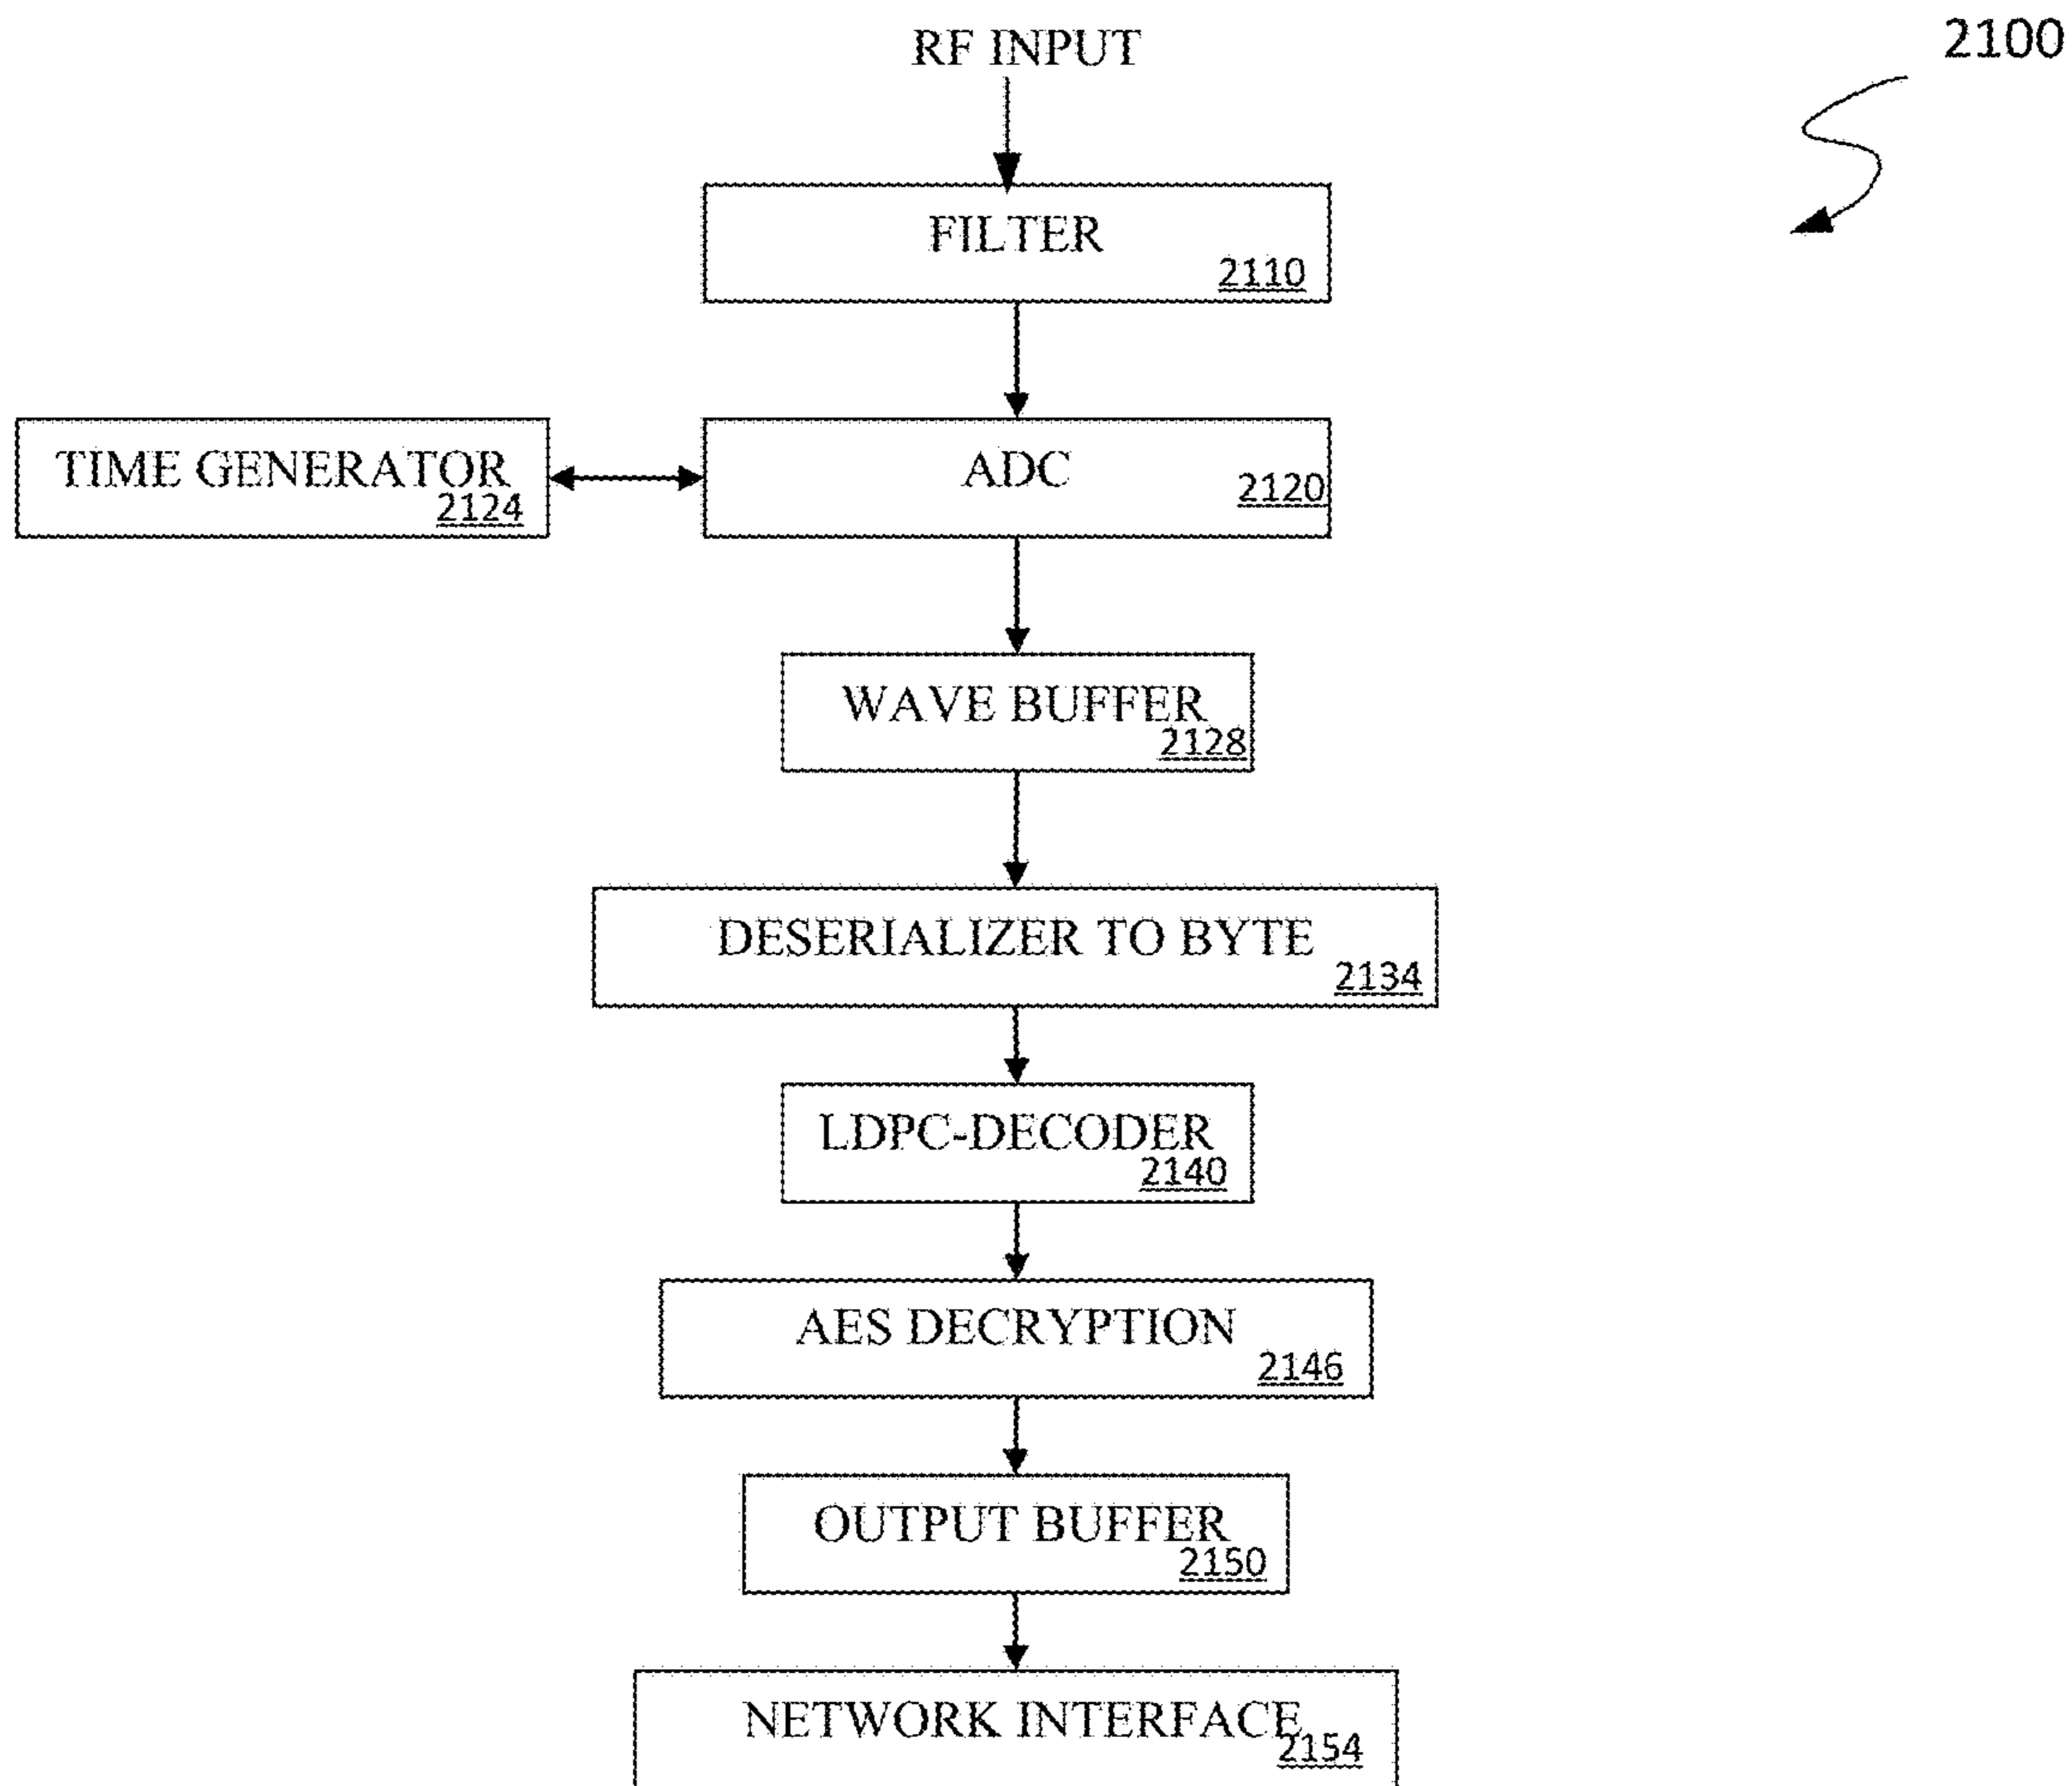 RF INPUT
2100
FILTER
2110
TIME GENERATOR
2124
ADC
2120
WAVE BUFFER
2128
DESERIALIZER TO BYTE
2134
LDPC-DECODER
2140
AES DECRYPTION
2146
OUTPUT BUFFER
2150
NETWORK INTERFACE
2154